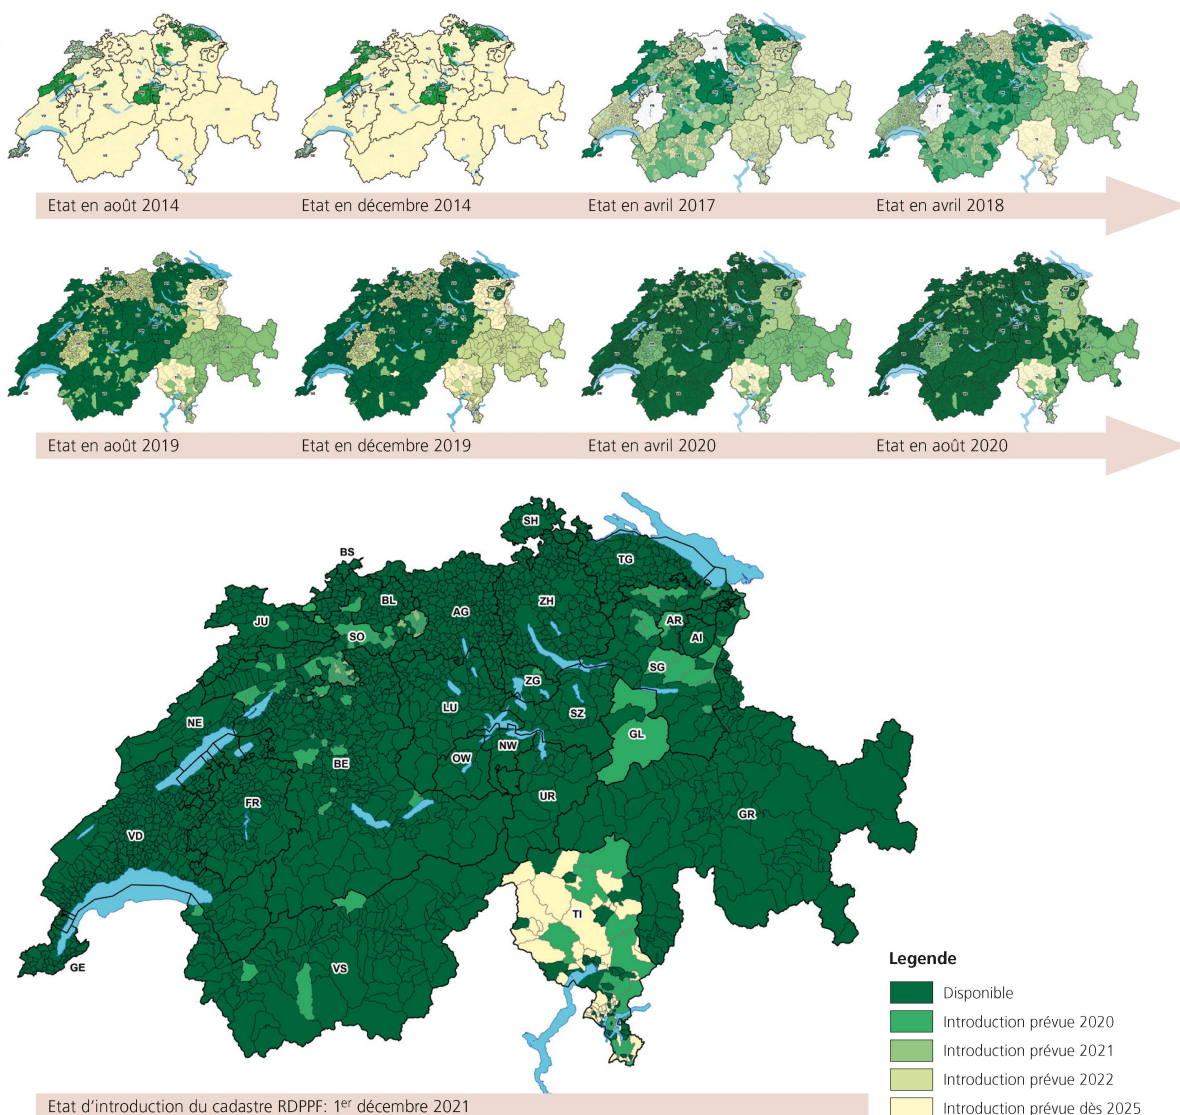 Etat en août 2014
Etat en décembre 2014
Etat en avril 2017
Etat en avril 2018
Etat en août 2019
Etat en décembre 2019
Etat en avril 2020
Etat en août 2020
SH
BS
TG
BL
ZH
AG
JU
AR
SO
AI
SG
ZG
LU
SZ
NE
GL
NW
OW
BE
UR
FR
GR
VD
TI
GE
VS
Legende
Disponible
Introduction prévue 2020
Introduction prévue 2021
Introduction prévue 2022
Introduction prévue dès 2025
Etat d'introduction du cadastre RDPPF: 1er décembre 2021